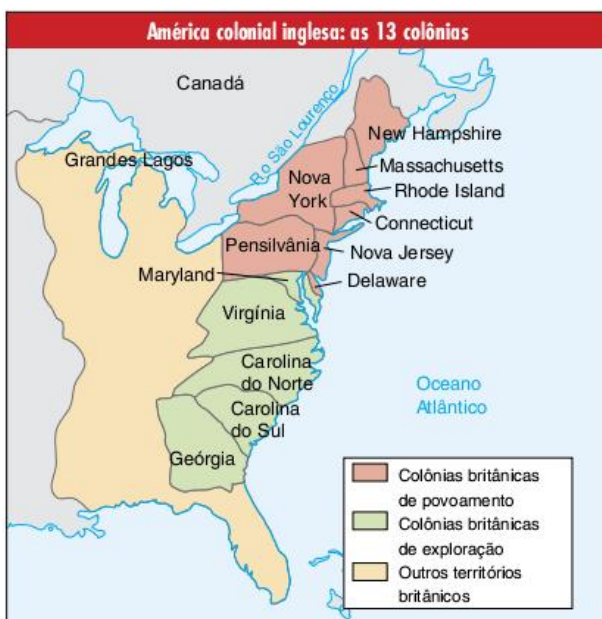 América colonial inglesa: as 13 colônias
Canadá
Rio São Lourenço
Grandes Lagos
New Hampshire
Massachusetts
Nova
York
Rhode Island
Connecticut
Pensilvânia
Nova Jersey
Maryland
Delaware
Virgínia
Carolina
do Norte
Oceano
Atlântico
Carolina
do Sul
Geórgia
Colônias britânicas
de povoamento
Colônias britânicas
de exploração
Outros territórios
britânicos